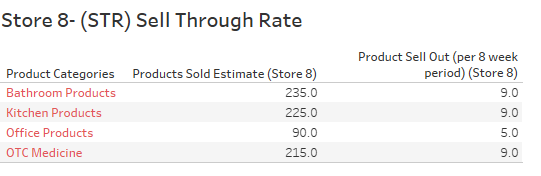 Store 8- (STR) Sell Through Rate
Product Sell Out (per 8 week
Product Categories Products Sold Estimate (Store 8) period) (Store 8)
Bathroom Products 235.0 9.0
Kitchen Products 225.0 9.0
Office Products 90.0 5.0
OTC Medicine 215.0 9.0